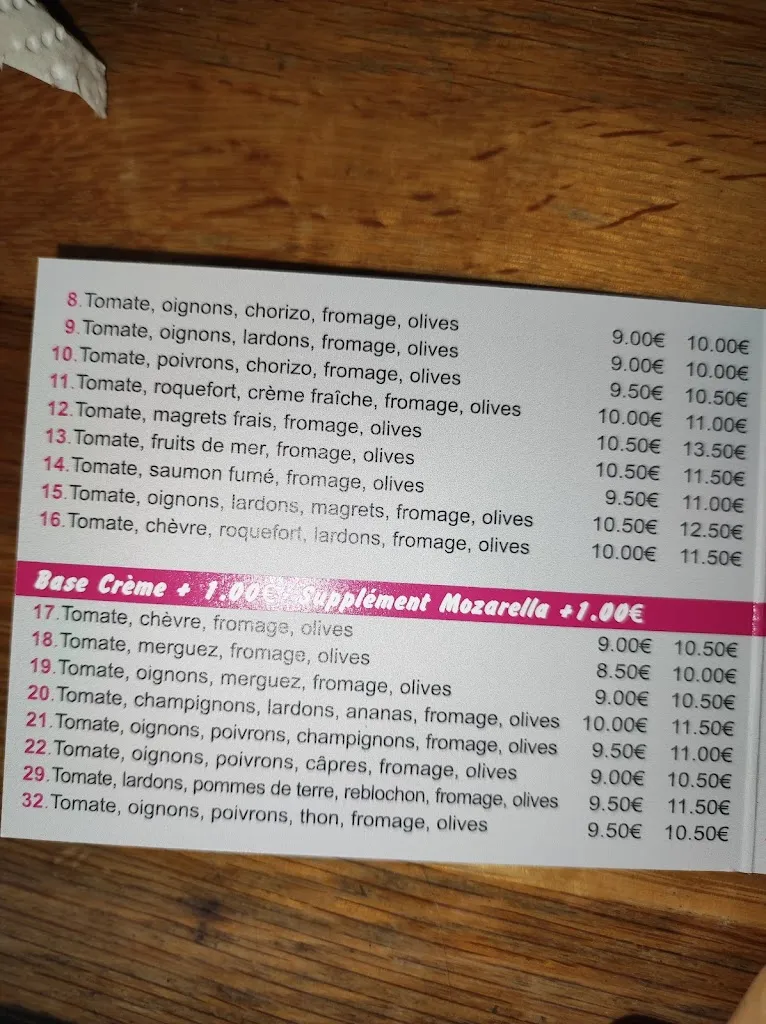 8. Tomate, oignons, chorizo, fromage, olives 9.00€ 10.00€
9. Tomate, oignons, lardons, fromage, olives 9.00€ 10.00€
10. Tomate, poivrons, chorizo, fromage, olives 9.50€ 10.50€
11. Tomate, roquefort, crème fraîche, fromage, olives 10.00€ 11.00€
12. Tomate, magrets frais, fromage, olives 10.50€ 13.50€
13. Tomate, fruits de mer, fromage, olives 10.50€ 11.50€
14. Tomate, saumon fumé, fromage, olives 9.50€ 11.00€
15. Tomate, oignons, lardons, magrets, fromage, olives 10.50€ 12.50€
16. Tomate, chèvre, roquefort, lardons, fromage, olives 10.00€ 11.50€
Base Crème + 1.00€ / Supplément Mozarella +1.00€
17. Tomate, chèvre, fromage, olives 9.00€ 10.50€
18. Tomate, merguez, fromage, olives 8.50€ 10.00€
19. Tomate, oignons, merguez, fromage, olives 9.00€ 10.50€
20. Tomate, champignons, lardons, ananas, fromage, olives 10.00€ 11.50€
21. Tomate, oignons, poivrons, champignons, fromage, olives 9.50€ 11.00€
22. Tomate, oignons, poivrons, câpres, fromage, olives 9.00€ 10.50€
29. Tomate, lardons, pommes de terre, reblochon, fromage, olives 9.50€ 11.50€
32. Tomate, oignons, poivrons, thon, fromage, olives 9.50€ 10.50€